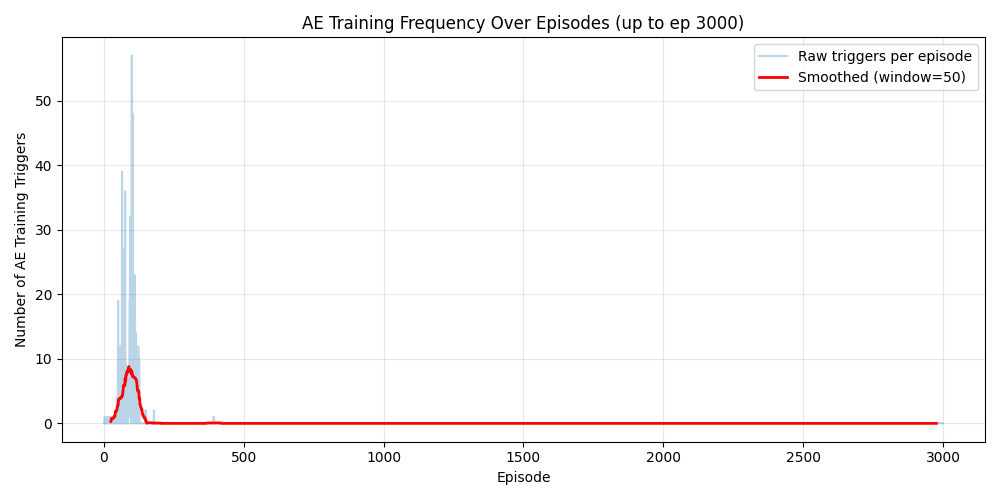 AE Training Frequency Over Episodes (up to ep 3000)
Raw triggers per episode
Smoothed (window=50)
Number of AE Training Triggers
50
40
30
20
10
0
0 500 1000 1500 2000 2500 3000
Episode